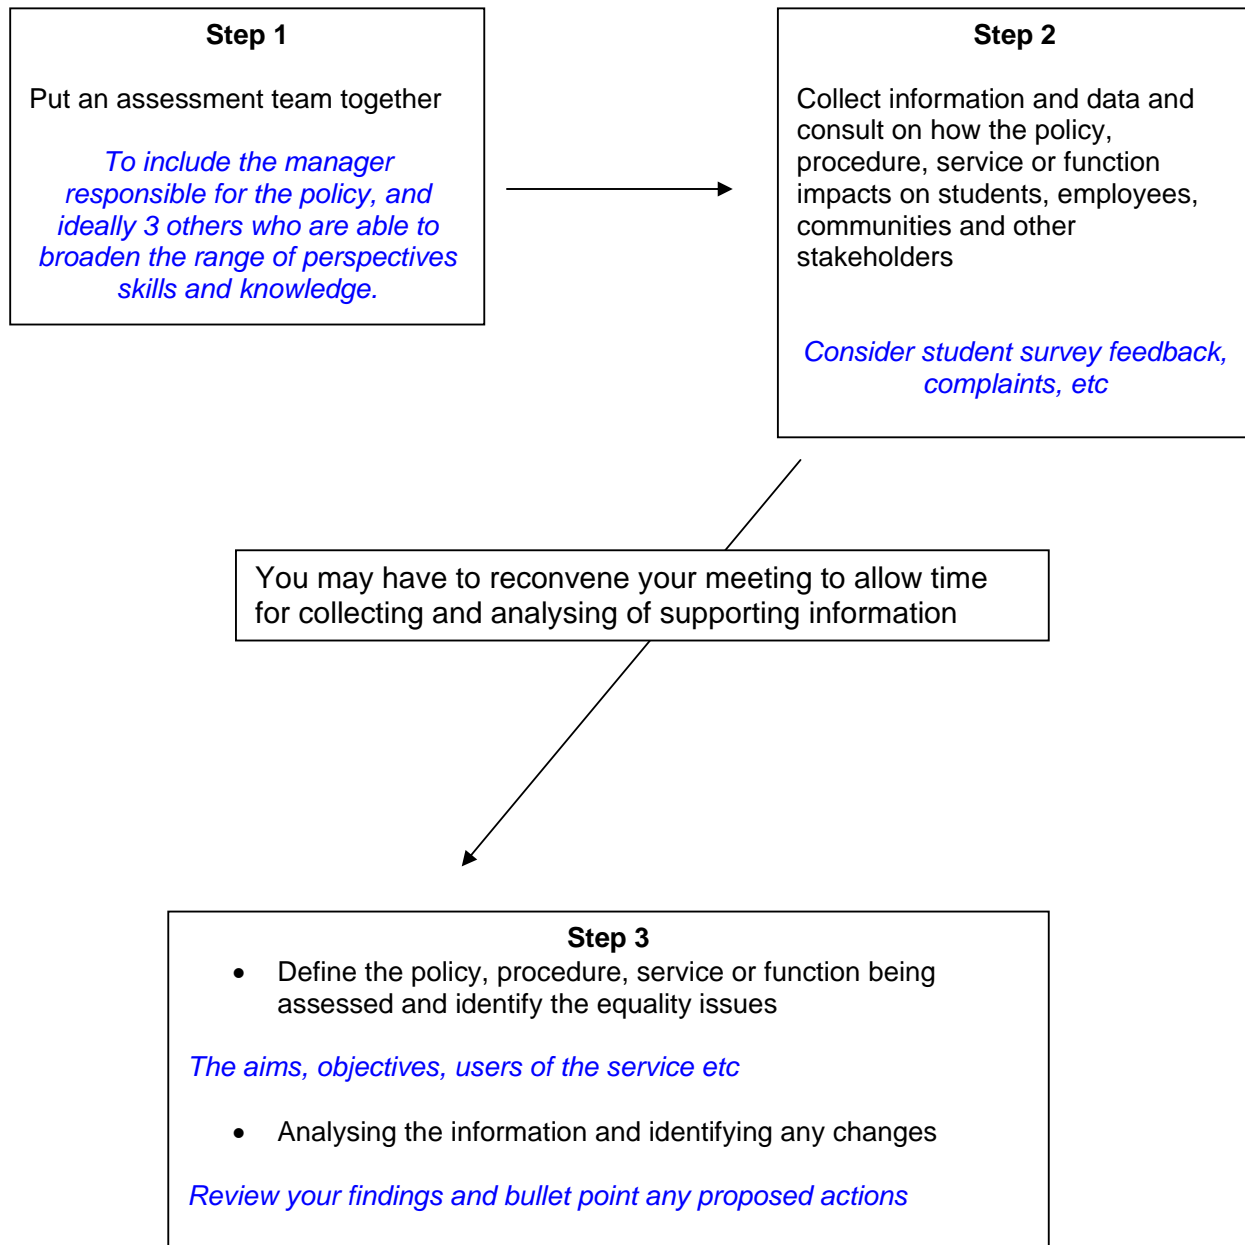 Step 1
Put an assessment team together
To include the manager
responsible for the policy, and
ideally 3 others who are able to
broaden the range of perspectives
skills and knowledge.
Step 2
Collect information and data and
consult on how the policy,
procedure, service or function
impacts on students, employees,
communities and other
stakeholders
Consider student survey feedback,
complaints, etc
You may have to reconvene your meeting to allow time
for collecting and analysing of supporting information
Step 3
• Define the policy, procedure, service or function being
assessed and identify the equality issues
The aims, objectives, users of the service etc
• Analysing the information and identifying any changes
Review your findings and bullet point any proposed actions